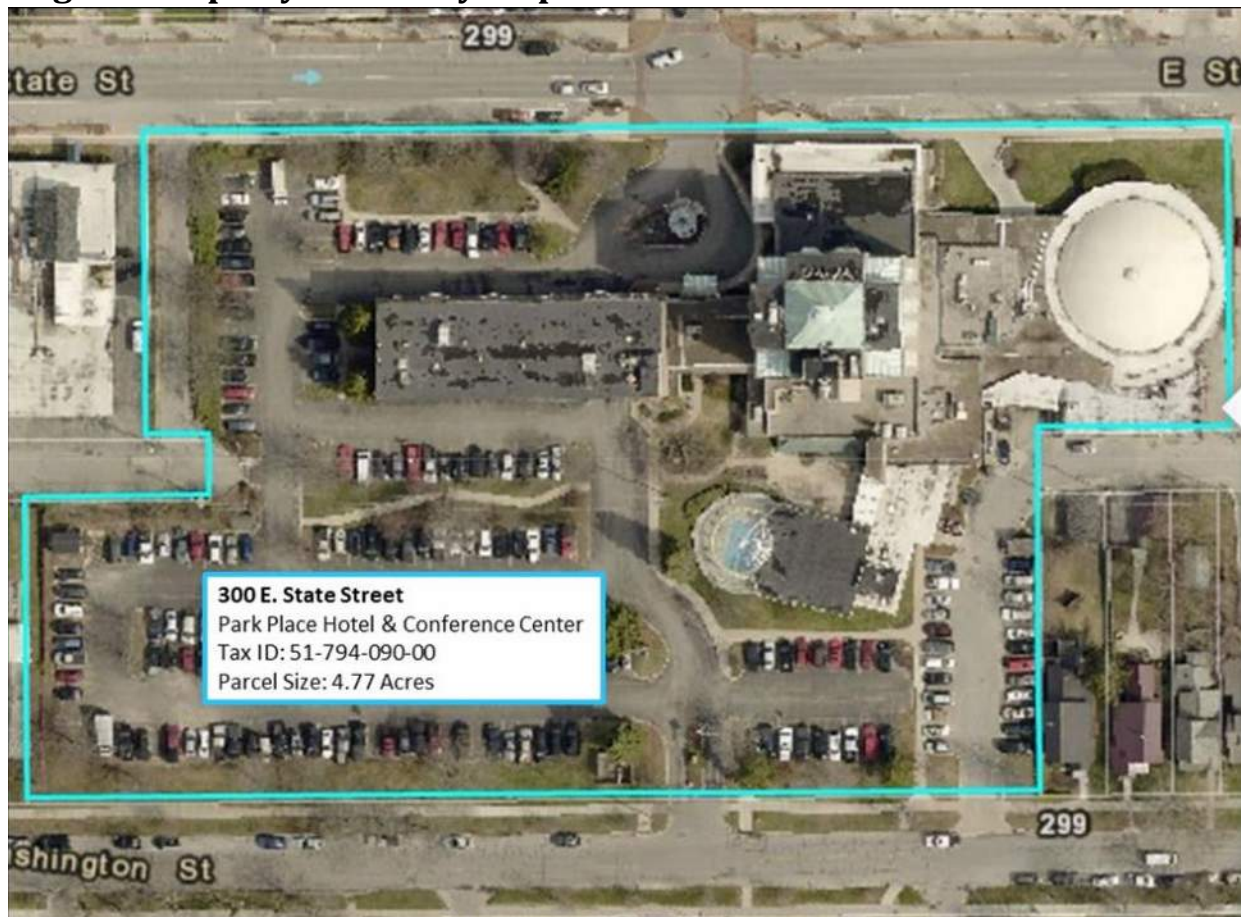 299
State St
E St
300 E. State Street
Park Place Hotel & Conference Center
Tax ID: 51-794-090-00
Parcel Size: 4.77 Acres
299
shington St